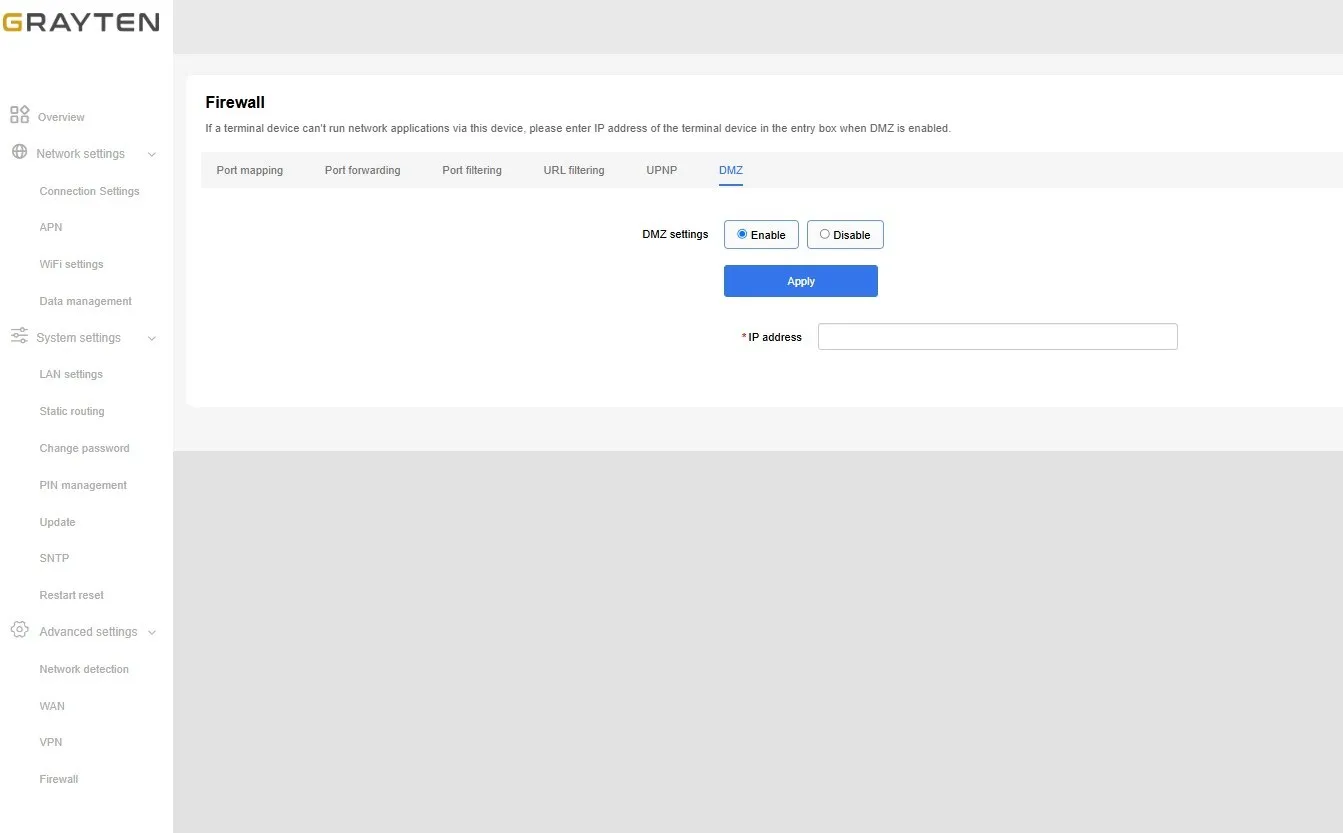 GRAYTEN
Overview
Network settings
Connection Settings
APN
WiFi settings
Data management
System settings
LAN settings
Static routing
Change password
PIN management
Update
SNTP
Restart reset
Advanced settings
Network detection
WAN
VPN
Firewall
Firewall
If a terminal device can't run network applications via this device, please enter IP address of the terminal device in the entry box when DMZ is enabled.
Port mapping Port forwarding Port filtering URL filtering UPNP DMZ
DMZ settings Enable Disable
Apply
*IP address